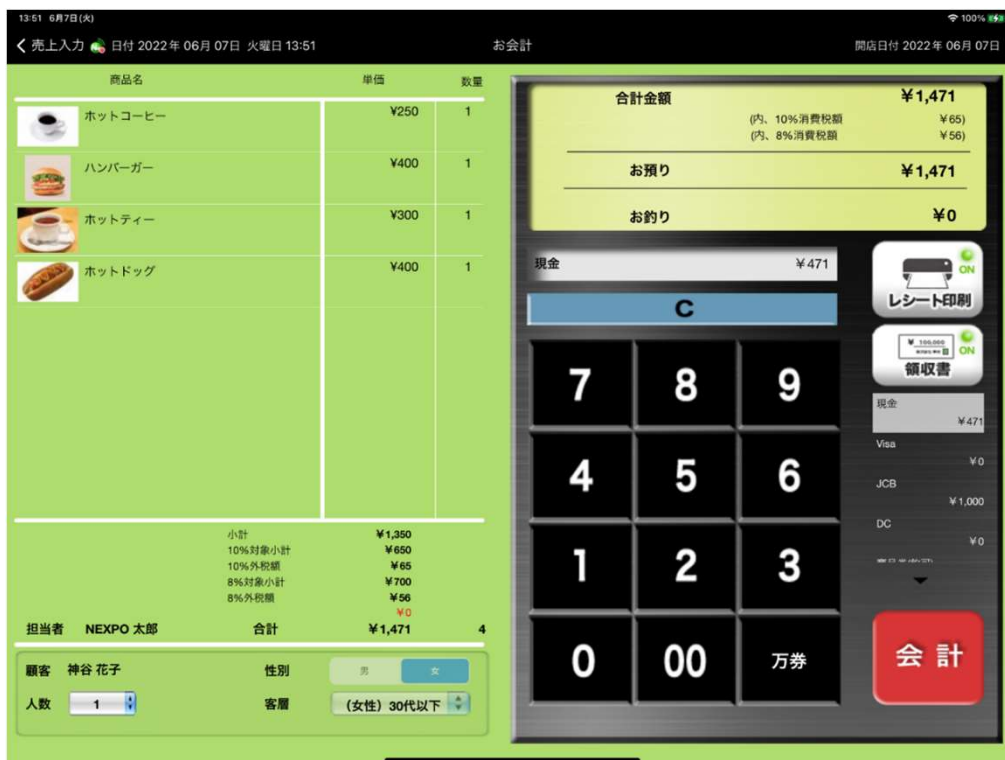 13:51 6月7日(火)
100%
売上入力 日付 2022年 06月 07日 火曜日 13:51
お会計
開店日付 2022年 06月 07日
商品名 単価 数量
ホットコーヒー ¥250 1
ハンバーガー ¥400 1
ホットティー ¥300 1
ホットドッグ ¥400 1
小計 ¥1,350
10%対象小計 ¥650
10%外税額 ¥65
8%対象小計 ¥700
8%外税額 ¥56
¥0
担当者 NEXPO 太郎 合計 ¥1,471 4
顧客 神谷 花子 性別 男 女
人数 1 客層 (女性) 30代以下
合計金額 ¥1,471
(内、10%消費税額 ¥65)
(内、8%消費税額 ¥56)
お預り ¥1,471
お釣り ¥0
現金 ¥471
C
7 8 9
4 5 6
1 2 3
0 00 万券
ON
レシート印刷
¥ 100,000
ON
領収書
現金
¥471
Visa
¥0
JCB
¥1,000
DC
¥0
会計